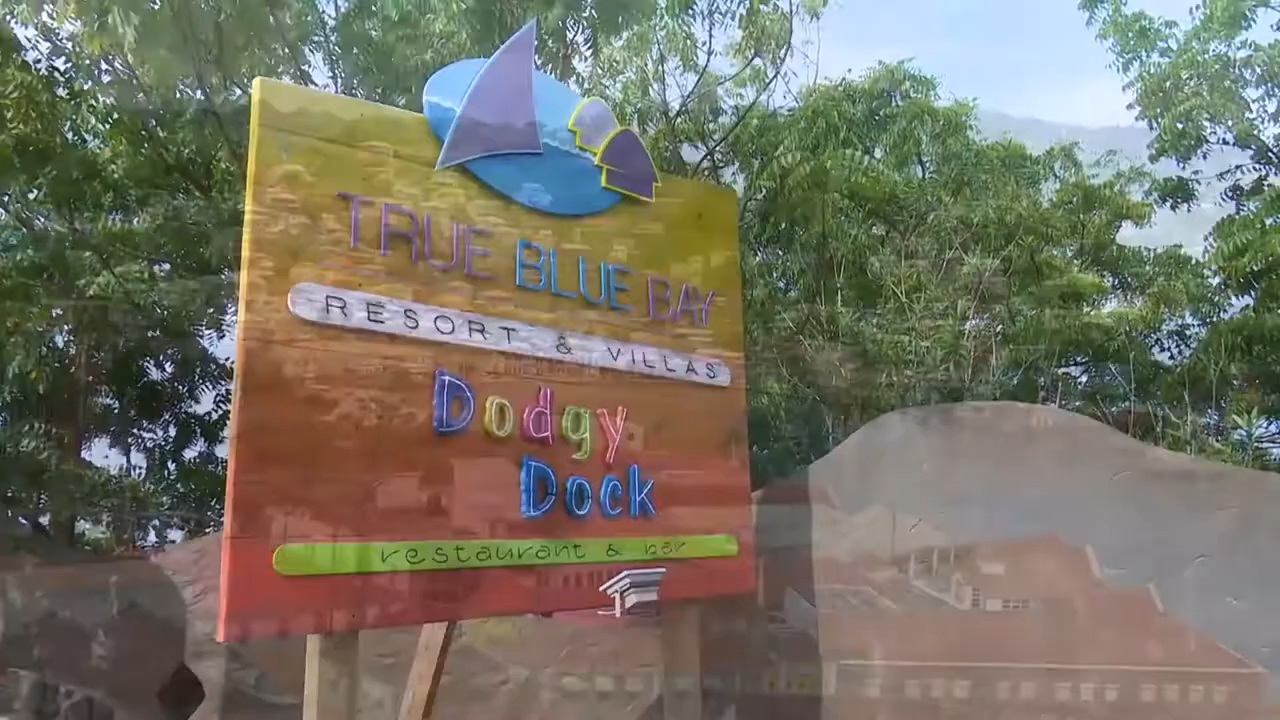 TRUE BLUE BAY
RESORT & VILLAS
Dodgy
Dock
restaurant & bar